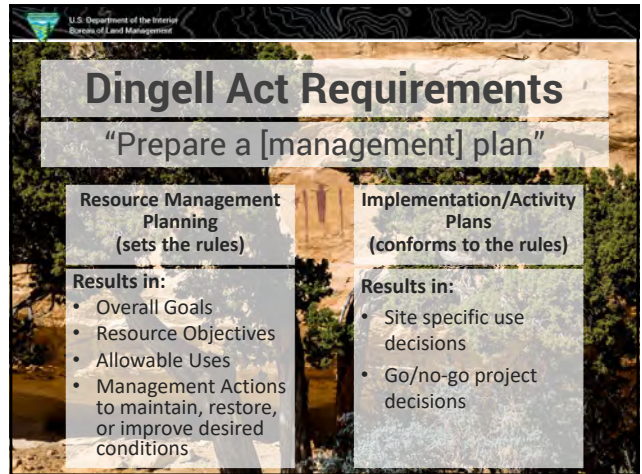 U.S. Department of the Interior
Bureau of Land Management
Dingell Act Requirements
“Prepare a [management] plan”
Resource Management
Planning
(sets the rules)
Results in:
• Overall Goals
• Resource Objectives
• Allowable Uses
• Management Actions
to maintain, restore,
or improve desired
conditions
Implementation/Activity
Plans
(conforms to the rules)
Results in:
• Site specific use
decisions
• Go/no-go project
decisions